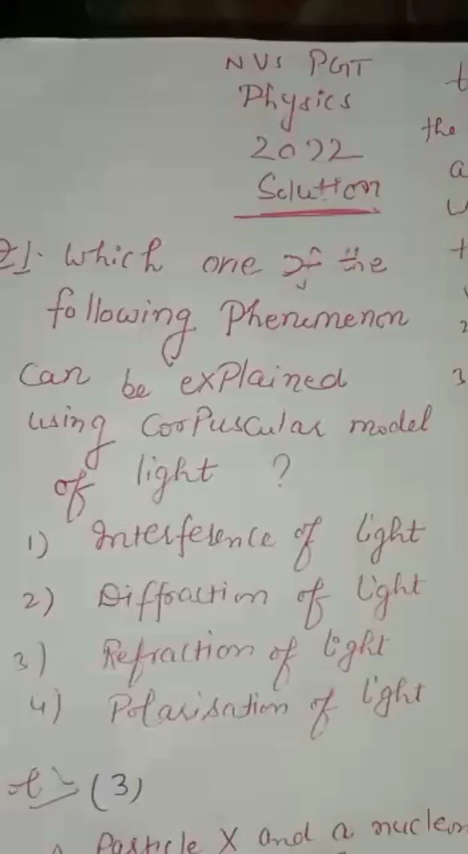 NVS PGT
Physics
2022
Solution
Q1. Which one of the
following Phenomenon
can be explained
using Corpuscular model
of light ?
1) Interference of light
2) Diffraction of light
3) Refraction of light
4) Polarisation of light
(3)
Particle X and a nucleon
the